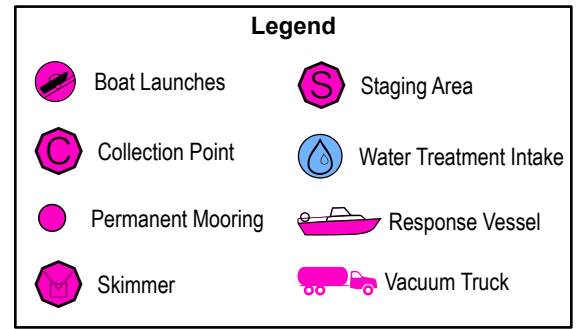 Legend
Boat Launches
S Staging Area
C Collection Point
Water Treatment Intake
Permanent Mooring
Response Vessel
Skimmer
Vacuum Truck